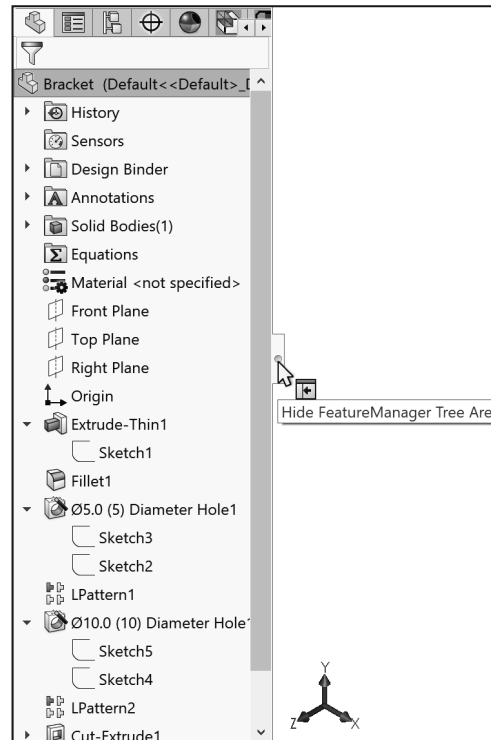 Bracket (Default<<Default>_D
History
Sensors
Design Binder
Annotations
Solid Bodies(1)
Equations
Material <not specified>
Front Plane
Top Plane
Right Plane
Origin
Hide FeatureManager Tree Are
Extrude-Thin1
Sketch1
Fillet1
Ø5.0 (5) Diameter Hole1
Sketch3
Sketch2
LPattern1
Ø10.0 (10) Diameter Hole1
Sketch5
Sketch4
LPattern2
Cut-Extrude1
Y
Z
X